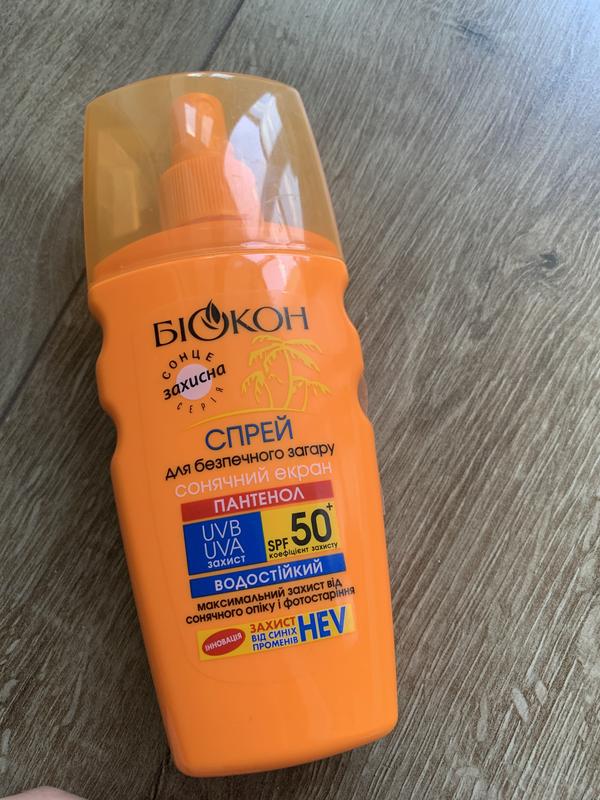 БІОКОН
СОНЦЕ
захисна
СЕРІЯ
СПРЕЙ
для безпечного загару
сонячний екран
ПАНТЕНОЛ
UVB
UVA
захист
SPF 50+
коефіцієнт захисту
ВОДОСТІЙКИЙ
максимальний захист від
сонячного опіку і фотостаріння
ІННОВАЦІЯ
ЗАХИСТ
ВІД СИНІХ
ПРОМЕНІВ
HEV